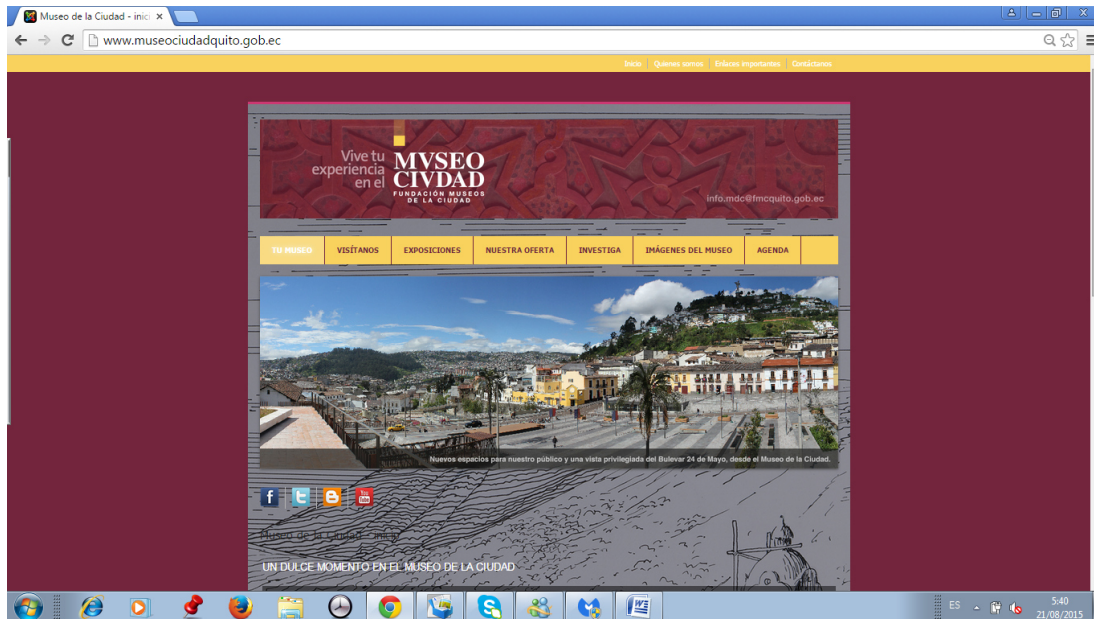 Museo de la Ciudad - inici
www.museociudadquito.gob.ec
Inicio Quienes somos Enlaces importantes Contáctanos
Vive tu
experiencia
en el
MVSEO
CIVDAD
FUNDACIÓN MUSEOS
DE LA CIUDAD
info.mdc@fmcquito.gob.ec
TU MUSEO VISÍTANOS EXPOSICIONES NUESTRA OFERTA INVESTIGA IMÁGENES DEL MUSEO AGENDA
Nuevos espacios para nuestro público y una vista privilegiada del Bulevar 24 de Mayo, desde el Museo de la Ciudad.
You Tube
Museo de la Ciudad - inicio
UN DULCE MOMENTO EN EL MUSEO DE LA CIUDAD
ES
5:40
21/08/2015